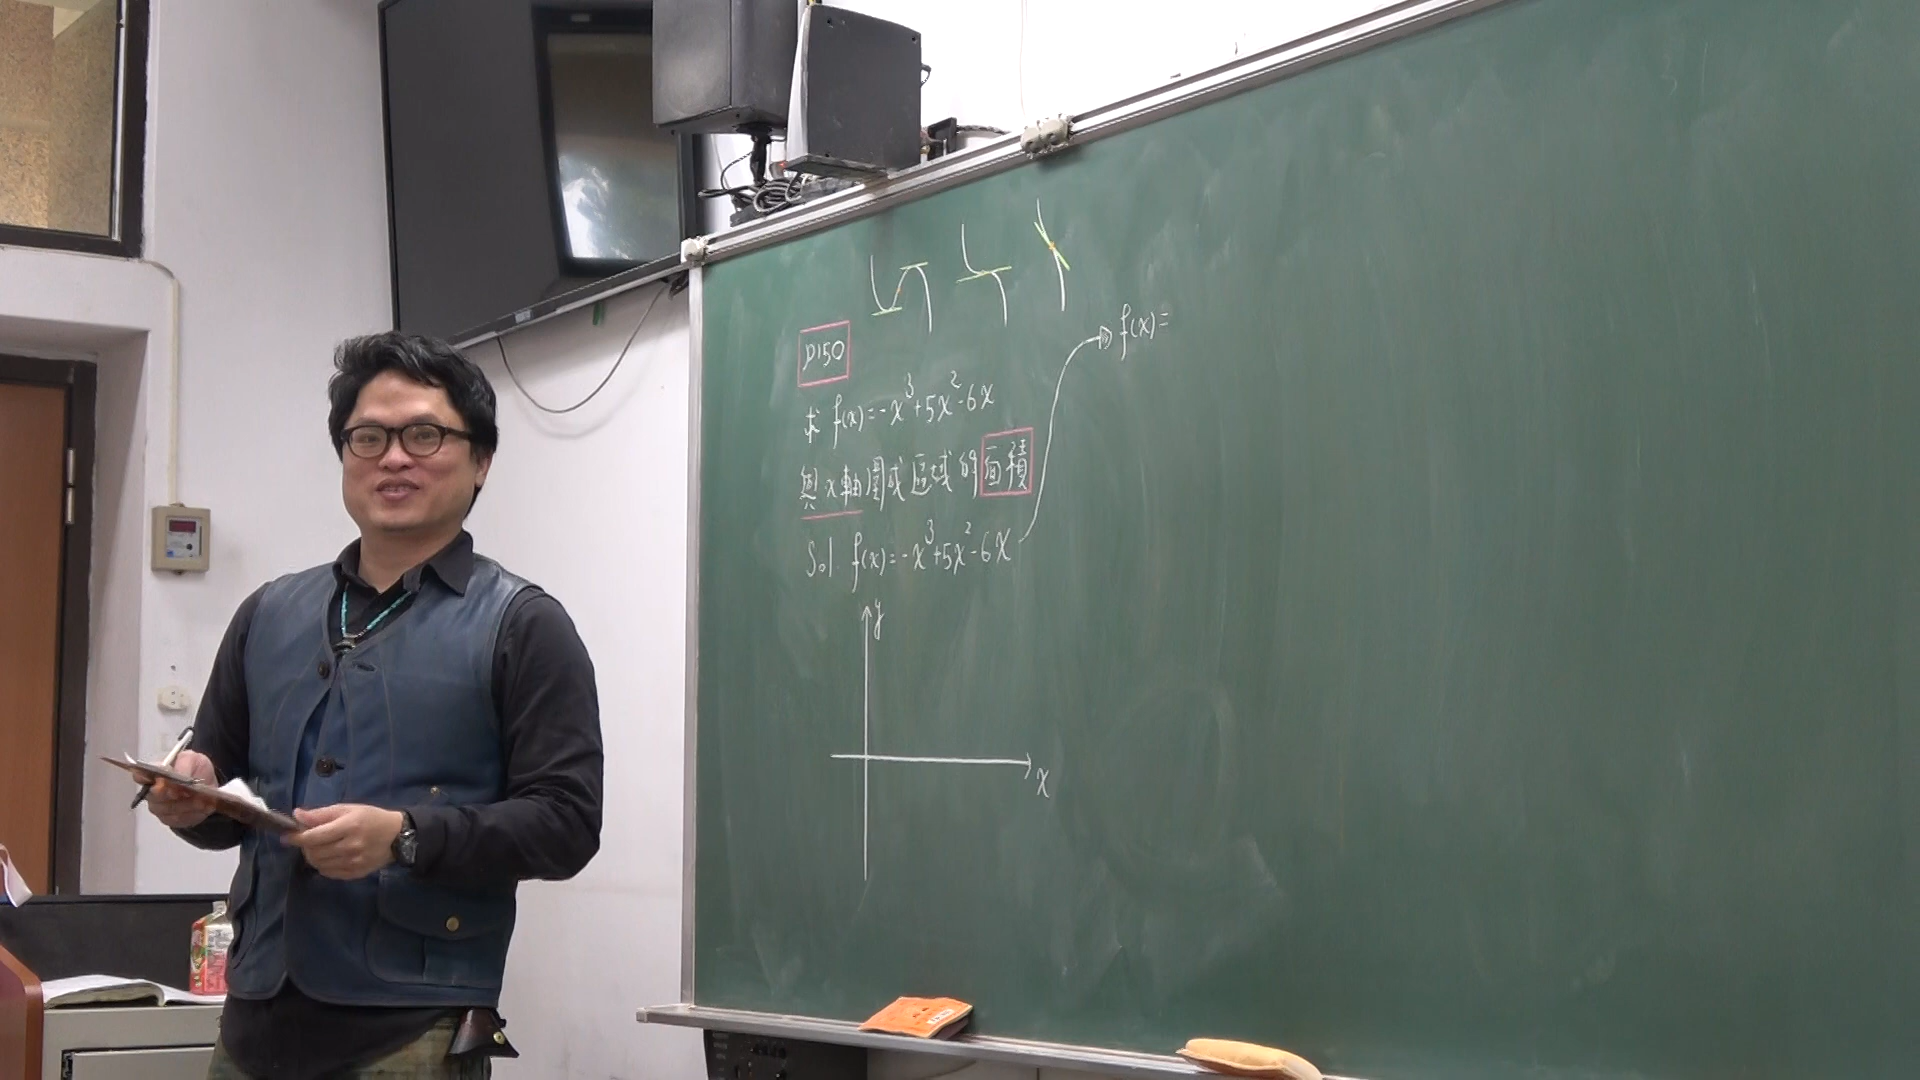 P150
求 f(x)=-x³+5x²-6x
與x軸圍成區域的面積
Sol. f(x)=-x³+5x²-6x
f(x)=
y
x